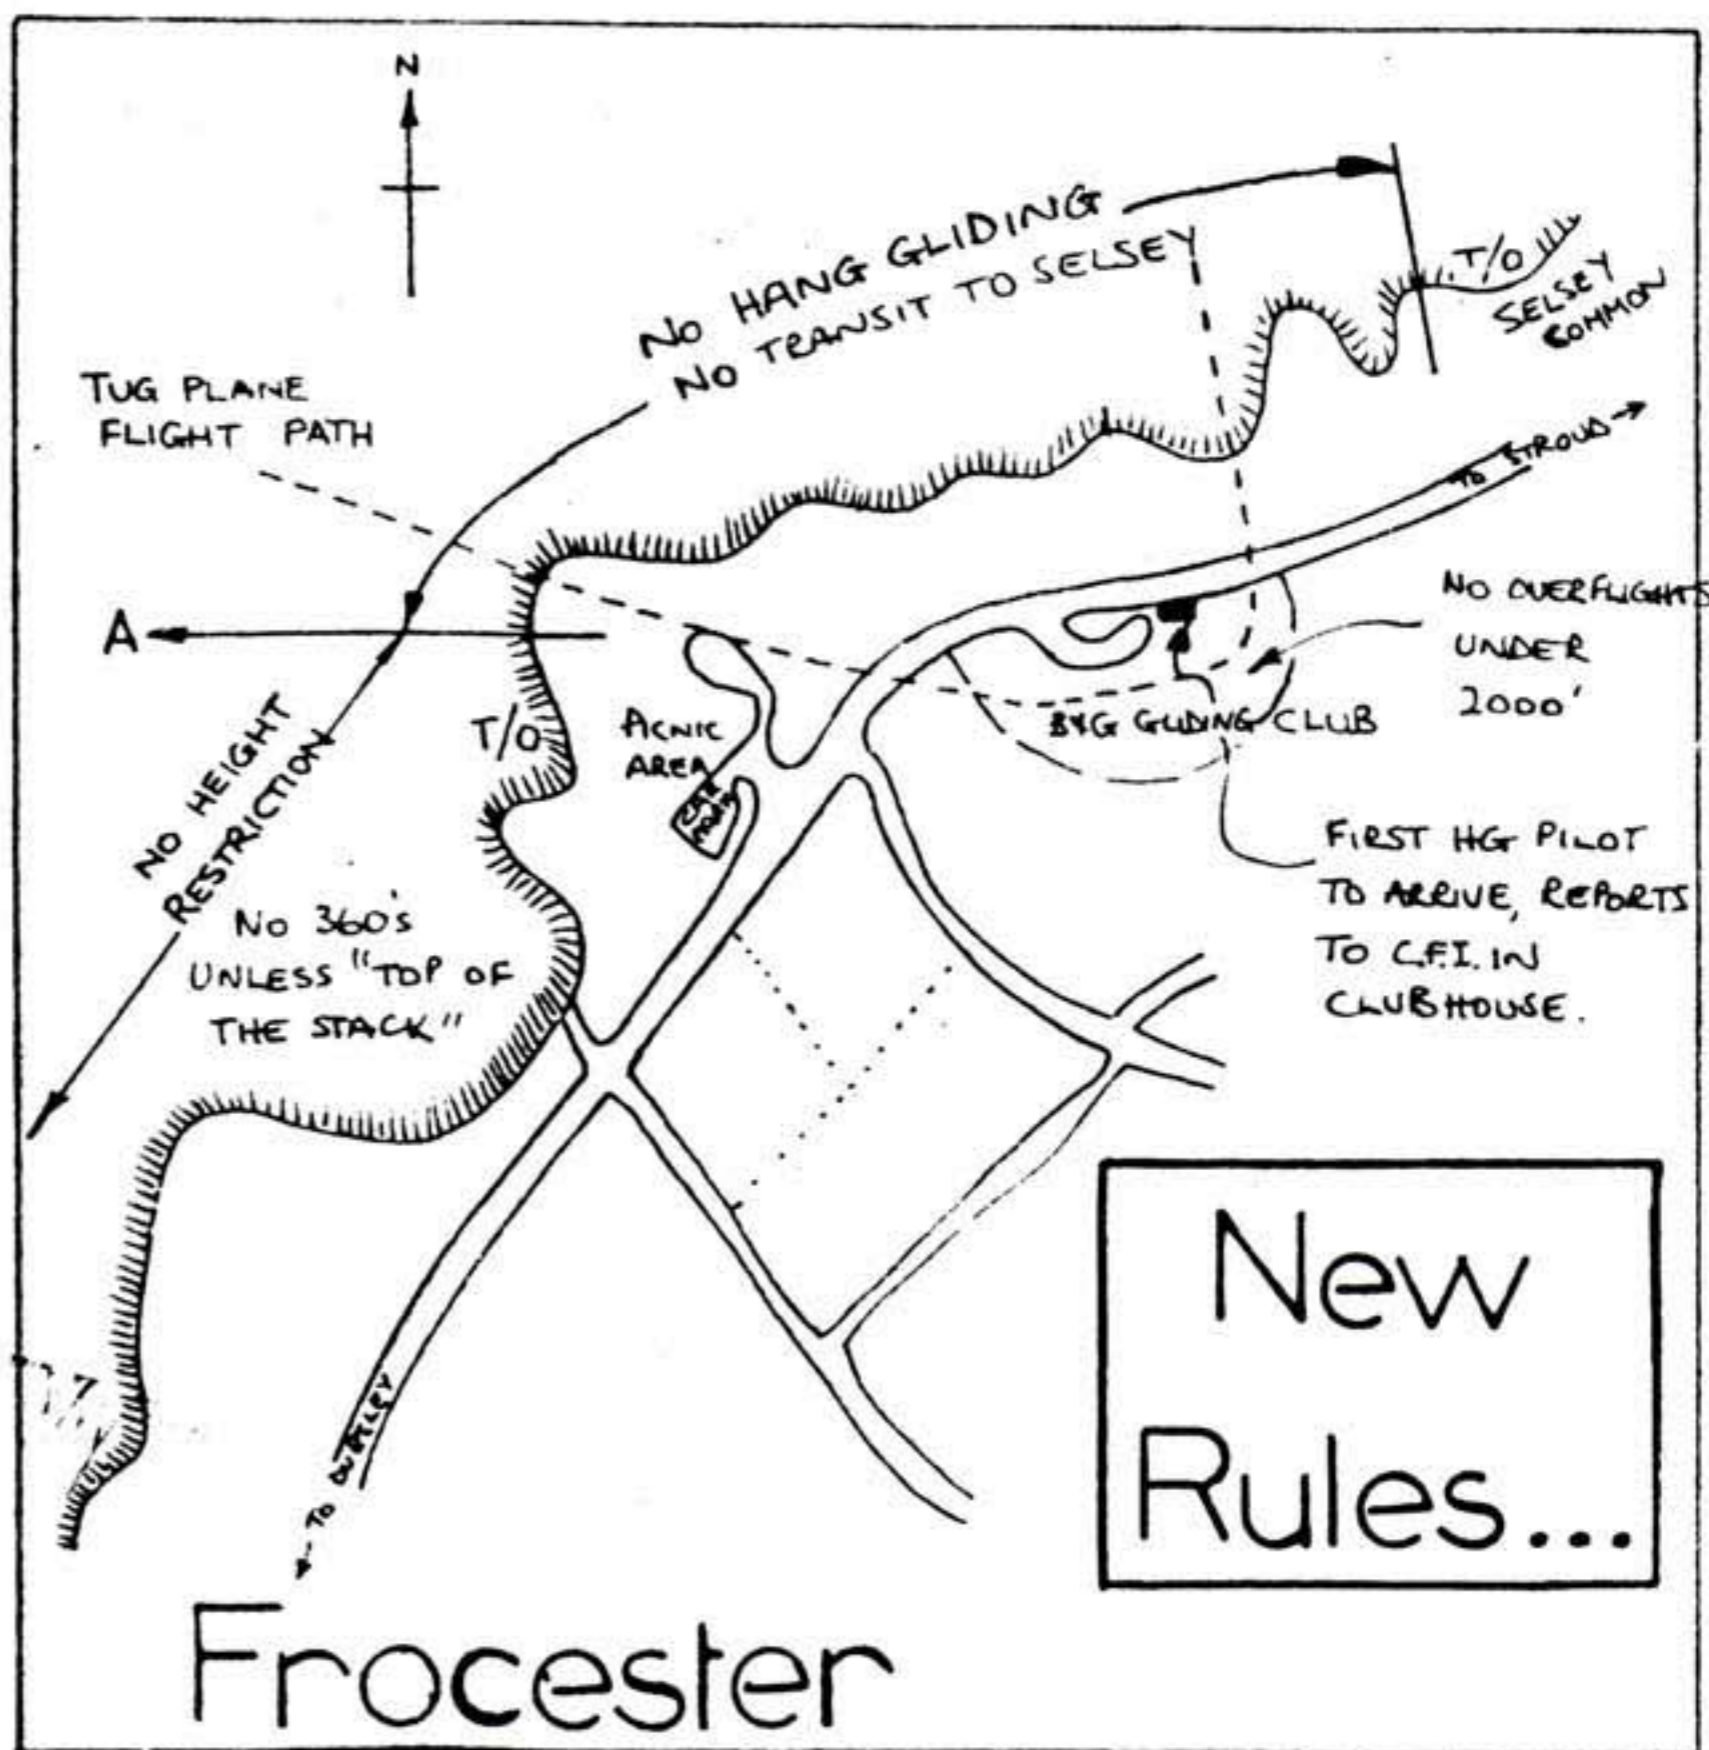 N
NO HANG GLIDING
NO TRANSIT TO SELSEY
T/O
SELSEY
COMMON
TUG PLANE
FLIGHT PATH
TO STROUD
A
NO OVERFLIGHTS
UNDER
2000'
NO HEIGHT
RESTRICTION
T/O
PICNIC
AREA
CAR
PARK
B&G GLIDING CLUB
FIRST HG PILOT
TO ARRIVE, REPORTS
TO C.F.I. IN
CLUBHOUSE.
No 360's
UNLESS "TOP OF
THE STACK"
TO DURSLEY
New
Rules...
Frocester